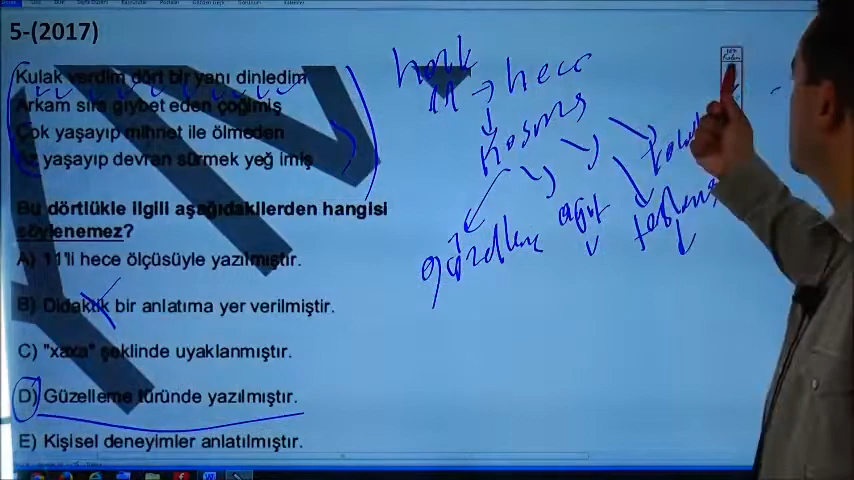 5-(2017)
Kulak verdim dört bir yanı dinledim
Arkam sıra gıybet eden çoğimiş
Çok yaşayıp mihnet ile ölmeden
Az yaşayıp devran sürmek yeğ imiş
Bu dörtlükle ilgili aşağıdakilerden hangisi
söylenemez?
A) 11'li hece ölçüsüyle yazılmıştır.
B) Didaktik bir anlatıma yer verilmiştir.
C) "xaxa" şeklinde uyaklanmıştır.
D) Güzelleme türünde yazılmıştır.
E) Kişisel deneyimler anlatılmıştır.
halk
11 → hece
koşma
güzelleme
ağıt
taşlama